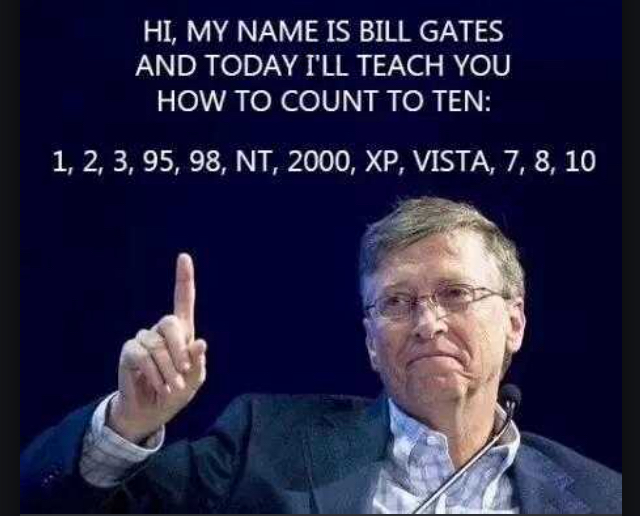 HI, MY NAME IS BILL GATES
AND TODAY I'LL TEACH YOU
HOW TO COUNT TO TEN:
1, 2, 3, 95, 98, NT, 2000, XP, VISTA, 7, 8, 10